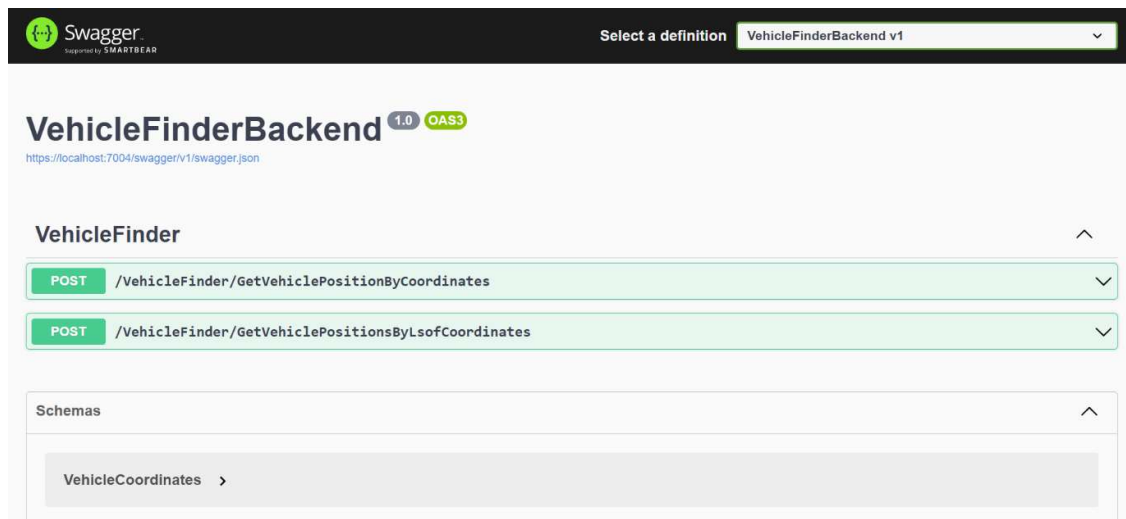 Swagger.
Supported by SMARTBEAR
Select a definition
VehicleFinderBackend v1
VehicleFinderBackend 1.0 OAS3
https://localhost:7004/swagger/v1/swagger.json
VehicleFinder
POST /VehicleFinder/GetVehiclePositionByCoordinates
POST /VehicleFinder/GetVehiclePositionsByLsofCoordinates
Schemas
VehicleCoordinates